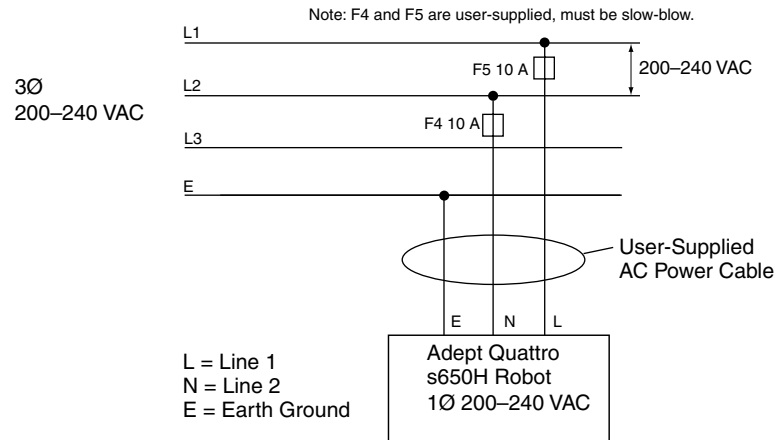 Note: F4 and F5 are user-supplied, must be slow-blow.
L1
F5 10 A
200–240 VAC
3Ø
200–240 VAC
L2
F4 10 A
L3
E
User-Supplied
AC Power Cable
E N L
L = Line 1
N = Line 2
E = Earth Ground
Adept Quattro
s650H Robot
1Ø 200–240 VAC